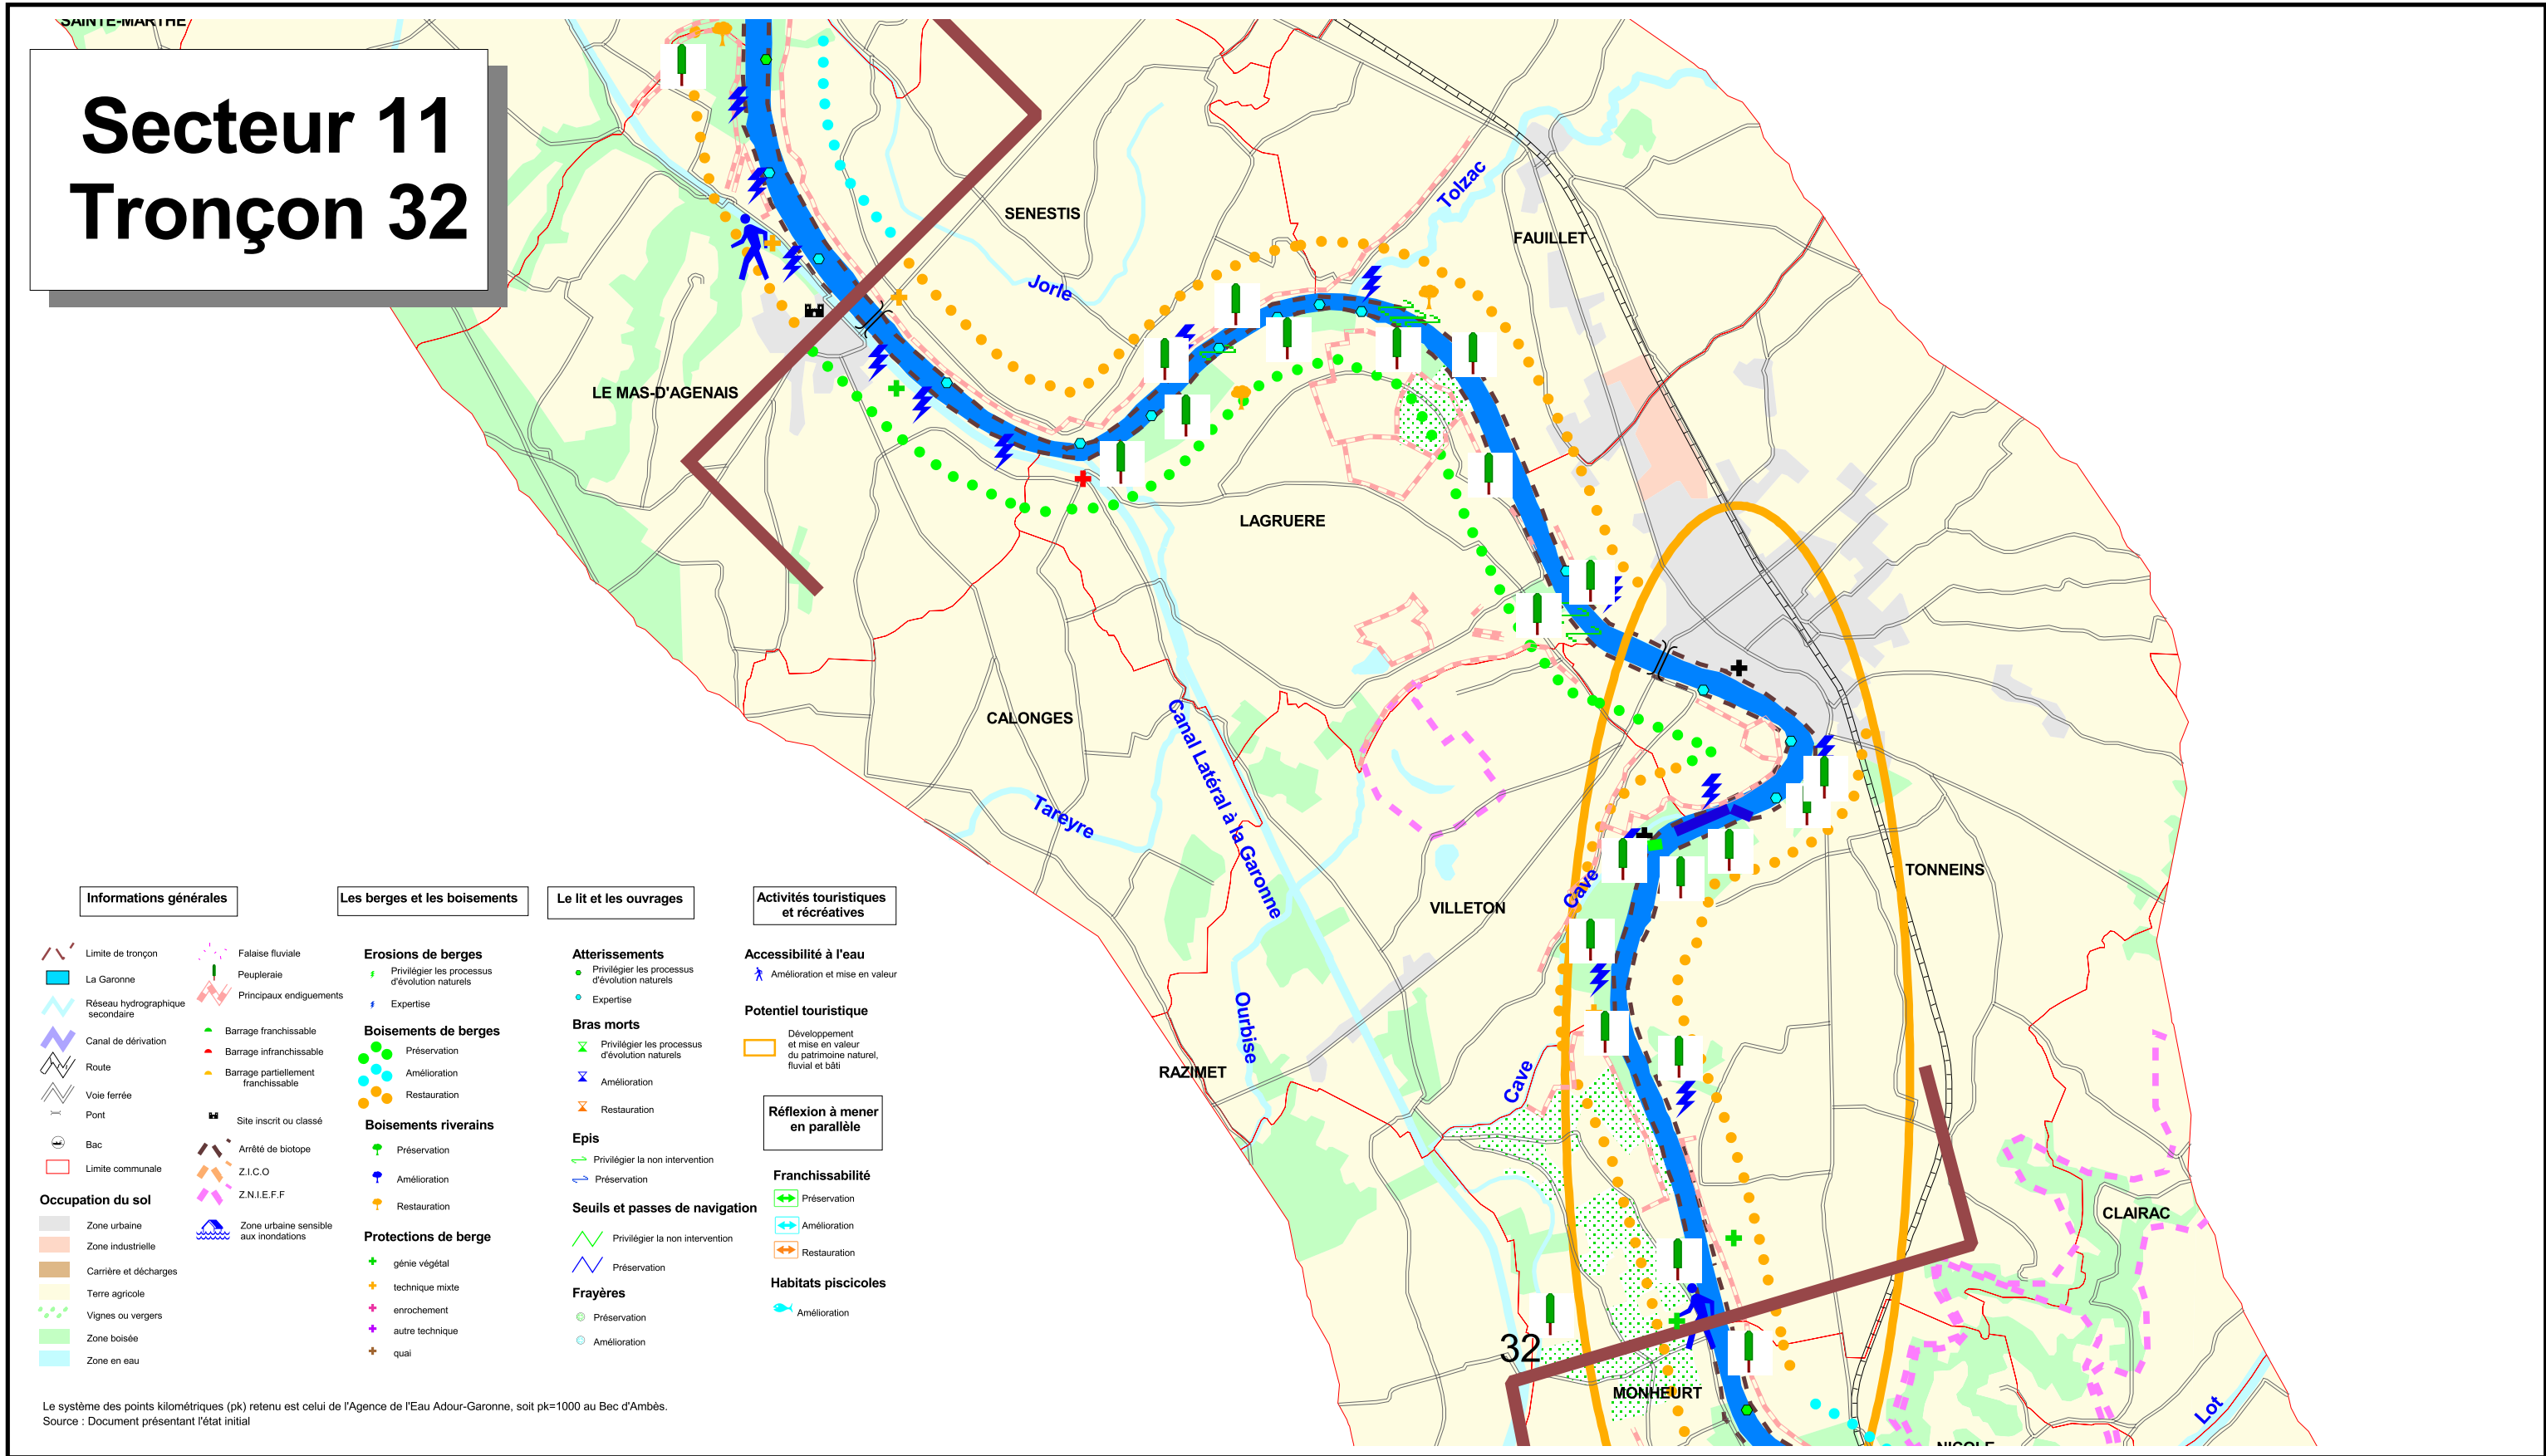 SAINTE-MARTHE
Secteur 11
Tronçon 32
SENESTIS
Tolzac
FAUILLET
Jorle
LE MAS-D'AGENAIS
LAGRUERE
CALONGES
Canal Latéral à la Garonne
Tareyre
TONNEINS
Cave
VILLETON
Ourbise
RAZIMET
Cave
CLAIRAC
32
MONHEURT
Lot
NICOLE
Informations générales
Limite de tronçon
La Garonne
Réseau hydrographique
secondaire
Canal de dérivation
Route
Voie ferrée
Pont
Bac
Limite communale
Occupation du sol
Zone urbaine
Zone industrielle
Carrière et décharges
Terre agricole
Vignes ou vergers
Zone boisée
Zone en eau
Falaise fluviale
Peupleraie
Principaux endiguements
Barrage franchissable
Barrage infranchissable
Barrage partiellement
franchissable
Site inscrit ou classé
Arrêté de biotope
Z.I.C.O
Z.N.I.E.F.F
Zone urbaine sensible
aux inondations
Les berges et les boisements
Erosions de berges
Privilégier les processus
d'évolution naturels
Expertise
Boisements de berges
Préservation
Amélioration
Restauration
Boisements riverains
Préservation
Amélioration
Restauration
Protections de berge
génie végétal
technique mixte
enrochement
autre technique
quai
Le lit et les ouvrages
Atterissements
Privilégier les processus
d'évolution naturels
Expertise
Bras morts
Privilégier les processus
d'évolution naturels
Amélioration
Restauration
Epis
Privilégier la non intervention
Préservation
Seuils et passes de navigation
Privilégier la non intervention
Préservation
Frayères
Préservation
Amélioration
Activités touristiques
et récréatives
Accessibilité à l'eau
Amélioration et mise en valeur
Potentiel touristique
Développement
et mise en valeur
du patrimoine naturel,
fluvial et bâti
Réflexion à mener
en parallèle
Franchissabilité
Préservation
Amélioration
Restauration
Habitats piscicoles
Amélioration
Le système des points kilométriques (pk) retenu est celui de l'Agence de l'Eau Adour-Garonne, soit pk=1000 au Bec d'Ambès.
Source : Document présentant l'état initial